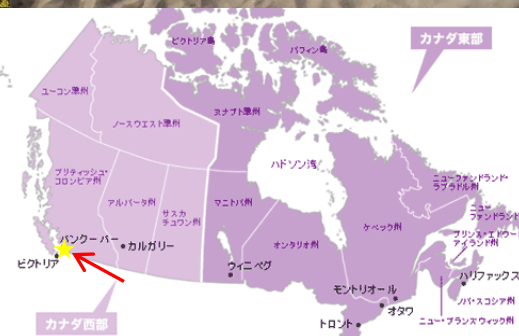 ビクトリア島
バフィン島
カナダ東部
ユーコン準州
ノースウエスト準州
ヌナブト準州
ハドソン湾
ブリティッシュ・
コロンビア州
アルバータ州
サスカ
チュワン州
マニトバ州
オンタリオ州
ケベック州
ニューファンドランド・
ラブラドル州
ニュー
ファンドランド
プリンス・エドワード
アイランド州
バンクーバー
カルガリー
ビクトリア
ウィニペグ
モントリオール
オタワ
トロント
ハリファックス
ノバ・スコシア州
ニュー・ブランズウィック州
カナダ西部